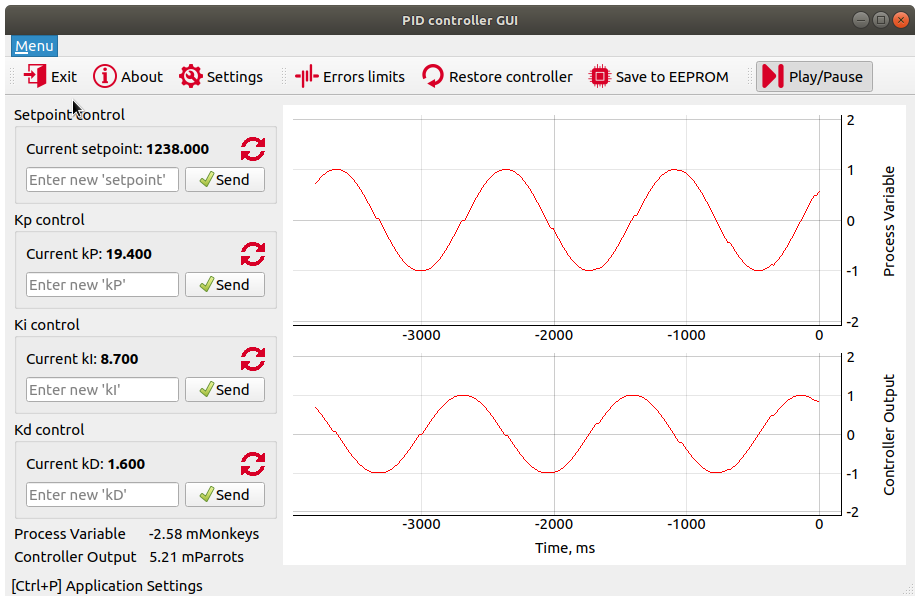 PID controller GUI
Menu
Exit About Settings Errors limits Restore controller Save to EEPROM Play/Pause
Setpoint control
Current setpoint: 1238.000
Enter new 'setpoint' Send
Kp control
Current kP: 19.400
Enter new 'kP' Send
Ki control
Current kI: 8.700
Enter new 'kI' Send
Kd control
Current kD: 1.600
Enter new 'kD' Send
Process Variable -2.58 mMonkeys
Controller Output 5.21 mParrots
[Ctrl+P] Application Settings
2
1
0
-1
-2
Process Variable
-3000 -2000 -1000 0
2
1
0
-1
-2
Controller Output
-3000 -2000 -1000 0
Time, ms